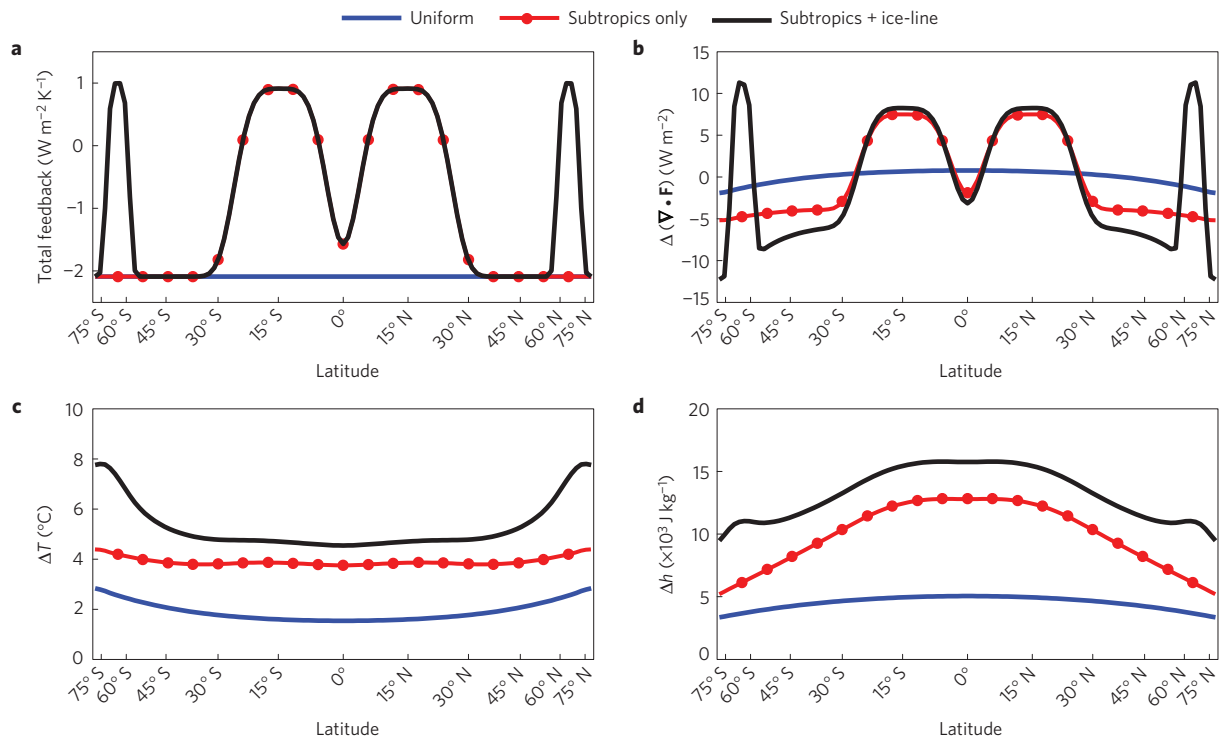 Uniform Subtropics only Subtropics + ice-line
a
Total feedback (W m⁻² K⁻¹)
1
0
−1
−2
75° S 60° S 45° S 30° S 15° S 0° 15° N 30° N 45° N 60° N 75° N
Latitude
b
Δ (∇ • F) (W m⁻²)
15
10
5
0
−5
−10
−15
75° S 60° S 45° S 30° S 15° S 0° 15° N 30° N 45° N 60° N 75° N
Latitude
c
ΔT (°C)
10
8
6
4
2
0
75° S 60° S 45° S 30° S 15° S 0° 15° N 30° N 45° N 60° N 75° N
Latitude
d
Δh (×10³ J kg⁻¹)
20
15
10
5
0
75° S 60° S 45° S 30° S 15° S 0° 15° N 30° N 45° N 60° N 75° N
Latitude